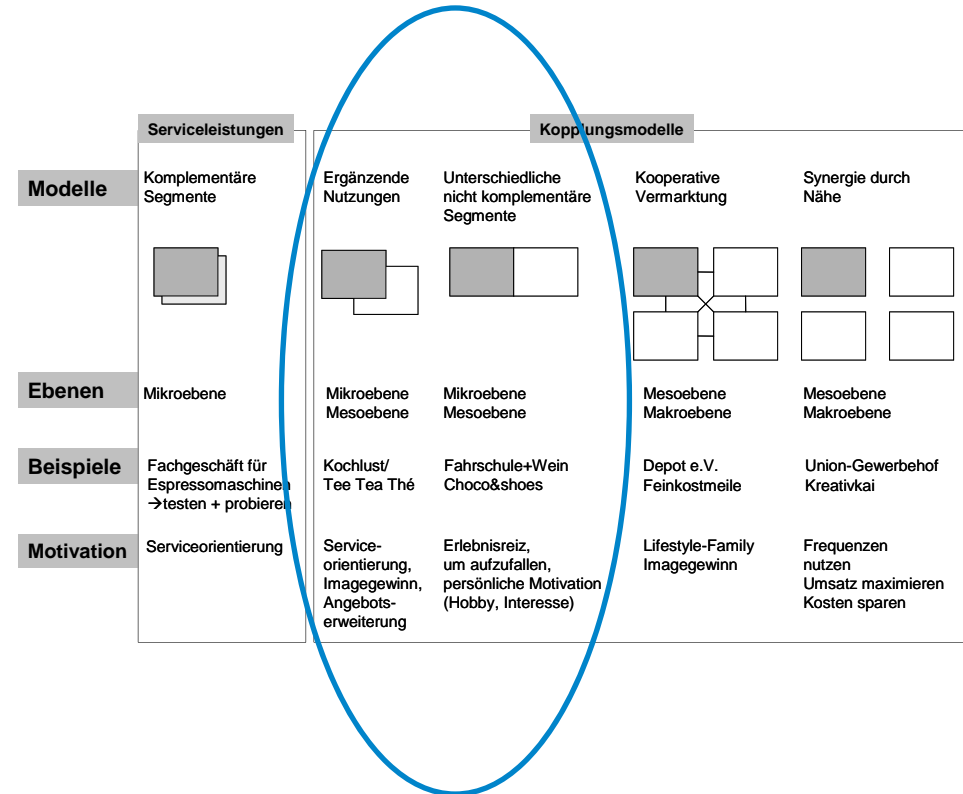 Serviceleistungen
Kopplungsmodelle
Modelle
Komplementäre
Segmente
Ergänzende
Nutzungen
Unterschiedliche
nicht komplementäre
Segmente
Kooperative
Vermarktung
Synergie durch
Nähe
Ebenen
Mikroebene
Mikroebene
Mesoebene
Mikroebene
Mesoebene
Mesoebene
Makroebene
Mesoebene
Makroebene
Beispiele
Fachgeschäft für
Espressomaschinen
→testen + probieren
Kochlust/
Tee Tea Thé
Fahrschule+Wein
Choco&shoes
Depot e.V.
Feinkostmeile
Union-Gewerbehof
Kreativkai
Motivation
Serviceorientierung
Service-
orientierung,
Imagegewinn,
Angebots-
erweiterung
Erlebnisreiz,
um aufzufallen,
persönliche Motivation
(Hobby, Interesse)
Lifestyle-Family
Imagegewinn
Frequenzen
nutzen
Umsatz maximieren
Kosten sparen